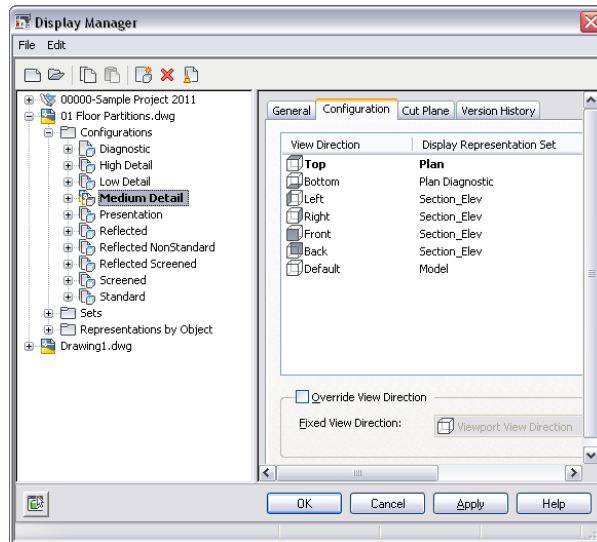 Display Manager
File Edit
00000-Sample Project 2011
01 Floor Partitions.dwg
Configurations
Diagnostic
High Detail
Low Detail
Medium Detail
Presentation
Reflected
Reflected NonStandard
Reflected Screened
Screened
Standard
Sets
Representations by Object
Drawing1.dwg
General Configuration Cut Plane Version History
View Direction Display Representation Set
Top Plan
Bottom Plan Diagnostic
Left Section_Elev
Right Section_Elev
Front Section_Elev
Back Section_Elev
Default Model
Override View Direction
Fixed View Direction: Viewport View Direction
OK Cancel Apply Help